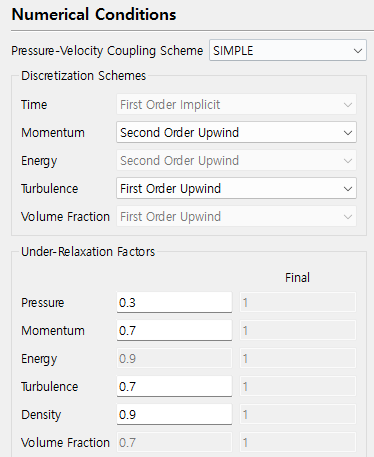 Numerical Conditions
Pressure-Velocity Coupling Scheme SIMPLE
Discretization Schemes
Time First Order Implicit
Momentum Second Order Upwind
Energy Second Order Upwind
Turbulence First Order Upwind
Volume Fraction First Order Upwind
Under-Relaxation Factors
Final
Pressure 0.3 1
Momentum 0.7 1
Energy 0.9 1
Turbulence 0.7 1
Density 0.9 1
Volume Fraction 0.7 1